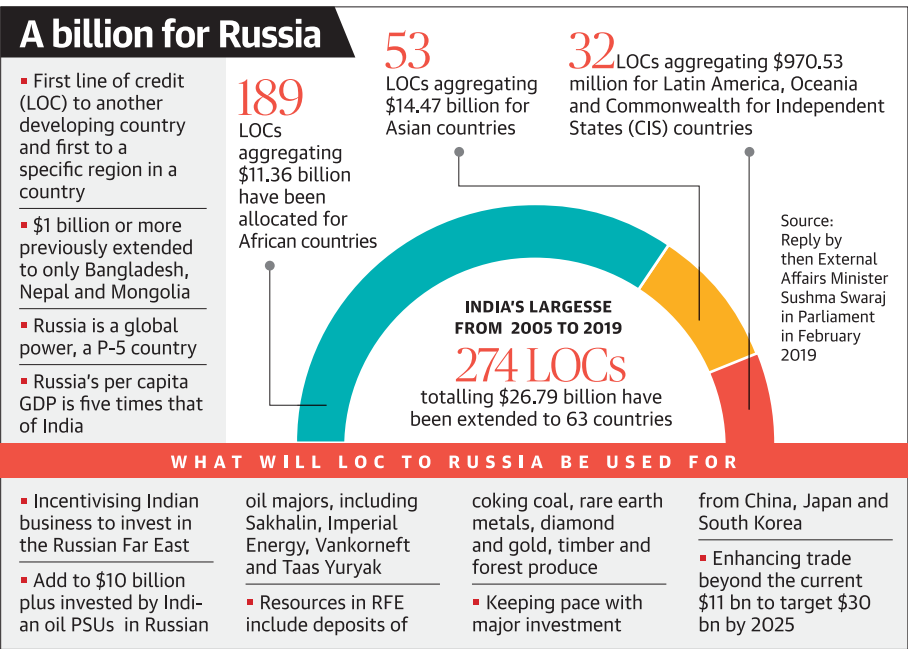 A billion for Russia
▪ First line of credit
(LOC) to another
developing country
and first to a
specific region in a
country
▪ $1 billion or more
previously extended
to only Bangladesh,
Nepal and Mongolia
▪ Russia is a global
power, a P-5 country
▪ Russia's per capita
GDP is five times that
of India
189
LOCs
aggregating
$11.36 billion
have been
allocated for
African countries
53
LOCs aggregating
$14.47 billion for
Asian countries
32 LOCs aggregating $970.53
million for Latin America, Oceania
and Commonwealth for Independent
States (CIS) countries
INDIA'S LARGESSE
FROM 2005 TO 2019
274 LOCs
totalling $26.79 billion have
been extended to 63 countries
Source:
Reply by
then External
Affairs Minister
Sushma Swaraj
in Parliament
in February
2019
WHAT WILL LOC TO RUSSIA BE USED FOR
▪ Incentivising Indian
business to invest in
the Russian Far East
▪ Add to $10 billion
plus invested by Indi-
an oil PSUs in Russian
oil majors, including
Sakhalin, Imperial
Energy, Vankorneft
and Taas Yuryak
▪ Resources in RFE
include deposits of
coking coal, rare earth
metals, diamond
and gold, timber and
forest produce
▪ Keeping pace with
major investment
from China, Japan and
South Korea
▪ Enhancing trade
beyond the current
$11 bn to target $30
bn by 2025